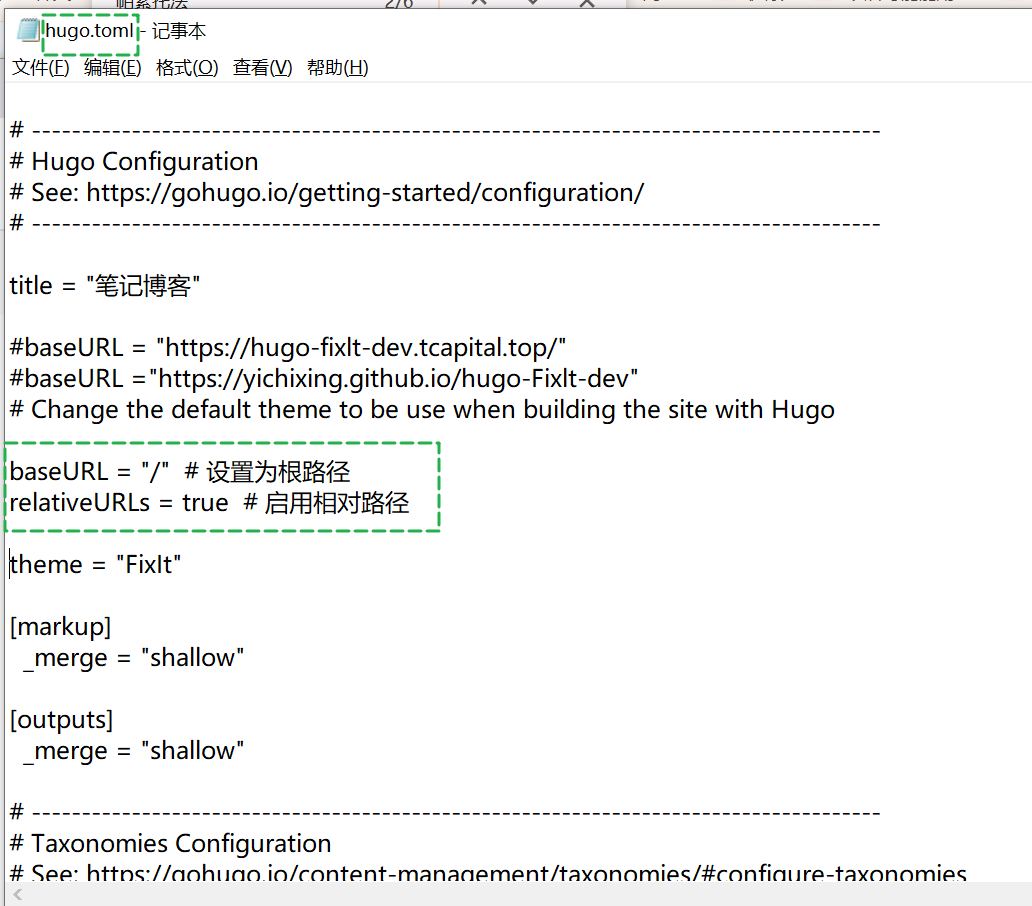 2/6
hugo.toml - 记事本
文件(F) 编辑(E) 格式(O) 查看(V) 帮助(H)
# -------------------------------------------------------------------------------------
# Hugo Configuration
# See: https://gohugo.io/getting-started/configuration/
# -------------------------------------------------------------------------------------
title = "笔记博客"
#baseURL = "https://hugo-fixlt-dev.tcapital.top/"
#baseURL ="https://yichixing.github.io/hugo-FixIt-dev"
# Change the default theme to be use when building the site with Hugo
baseURL = "/"  # 设置为根路径
relativeURLs = true  # 启用相对路径
theme = "FixIt"
[markup]
  _merge = "shallow"
[outputs]
  _merge = "shallow"
# -------------------------------------------------------------------------------------
# Taxonomies Configuration
# See: https://gohugo.io/content-management/taxonomies/#configure-taxonomies